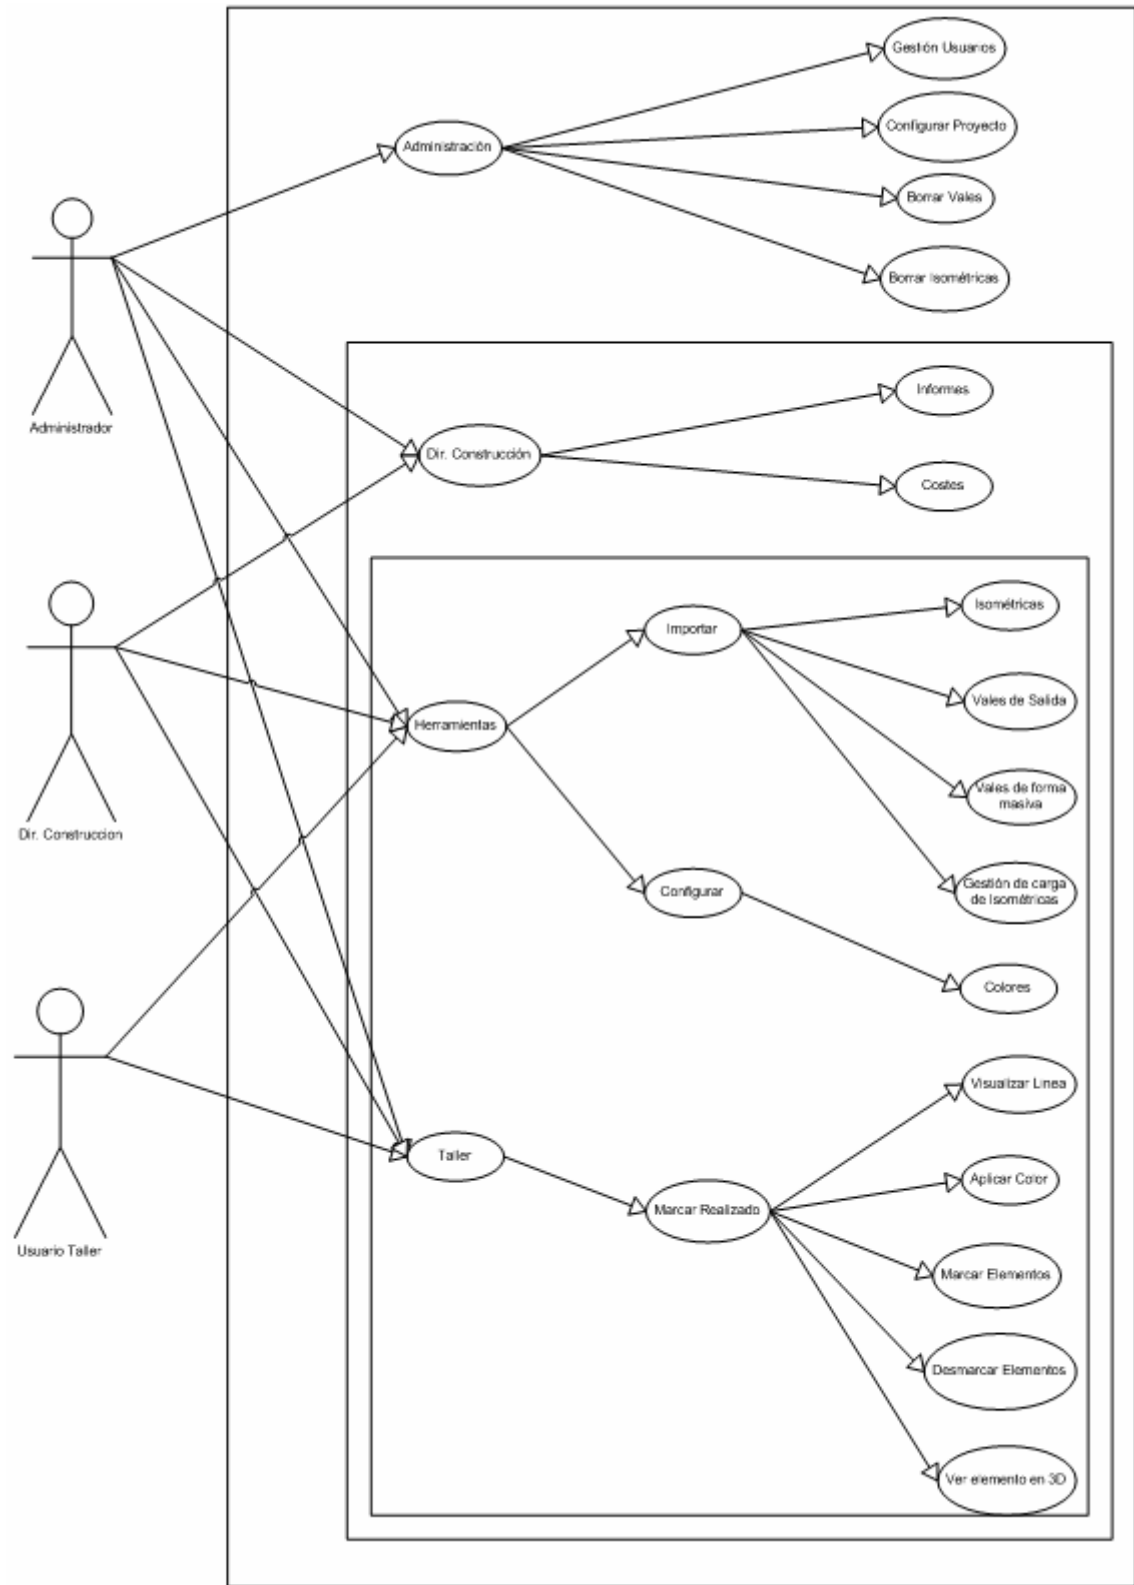 Gestión Usuarios
Configurar Proyecto
Administración
Borrar Vales
Borrar Isométricas
Administrador
Informes
Dir. Construcción
Costes
Isométricas
Importar
Vales de Salida
Herramientas
Vales de forma
masiva
Dir. Construccion
Configurar
Gestión de carga
de Isométricas
Colores
Visualizar Linea
Taller
Aplicar Color
Marcar Realizado
Usuario Taller
Marcar Elementos
Desmarcar Elementos
Ver elemento en 3D